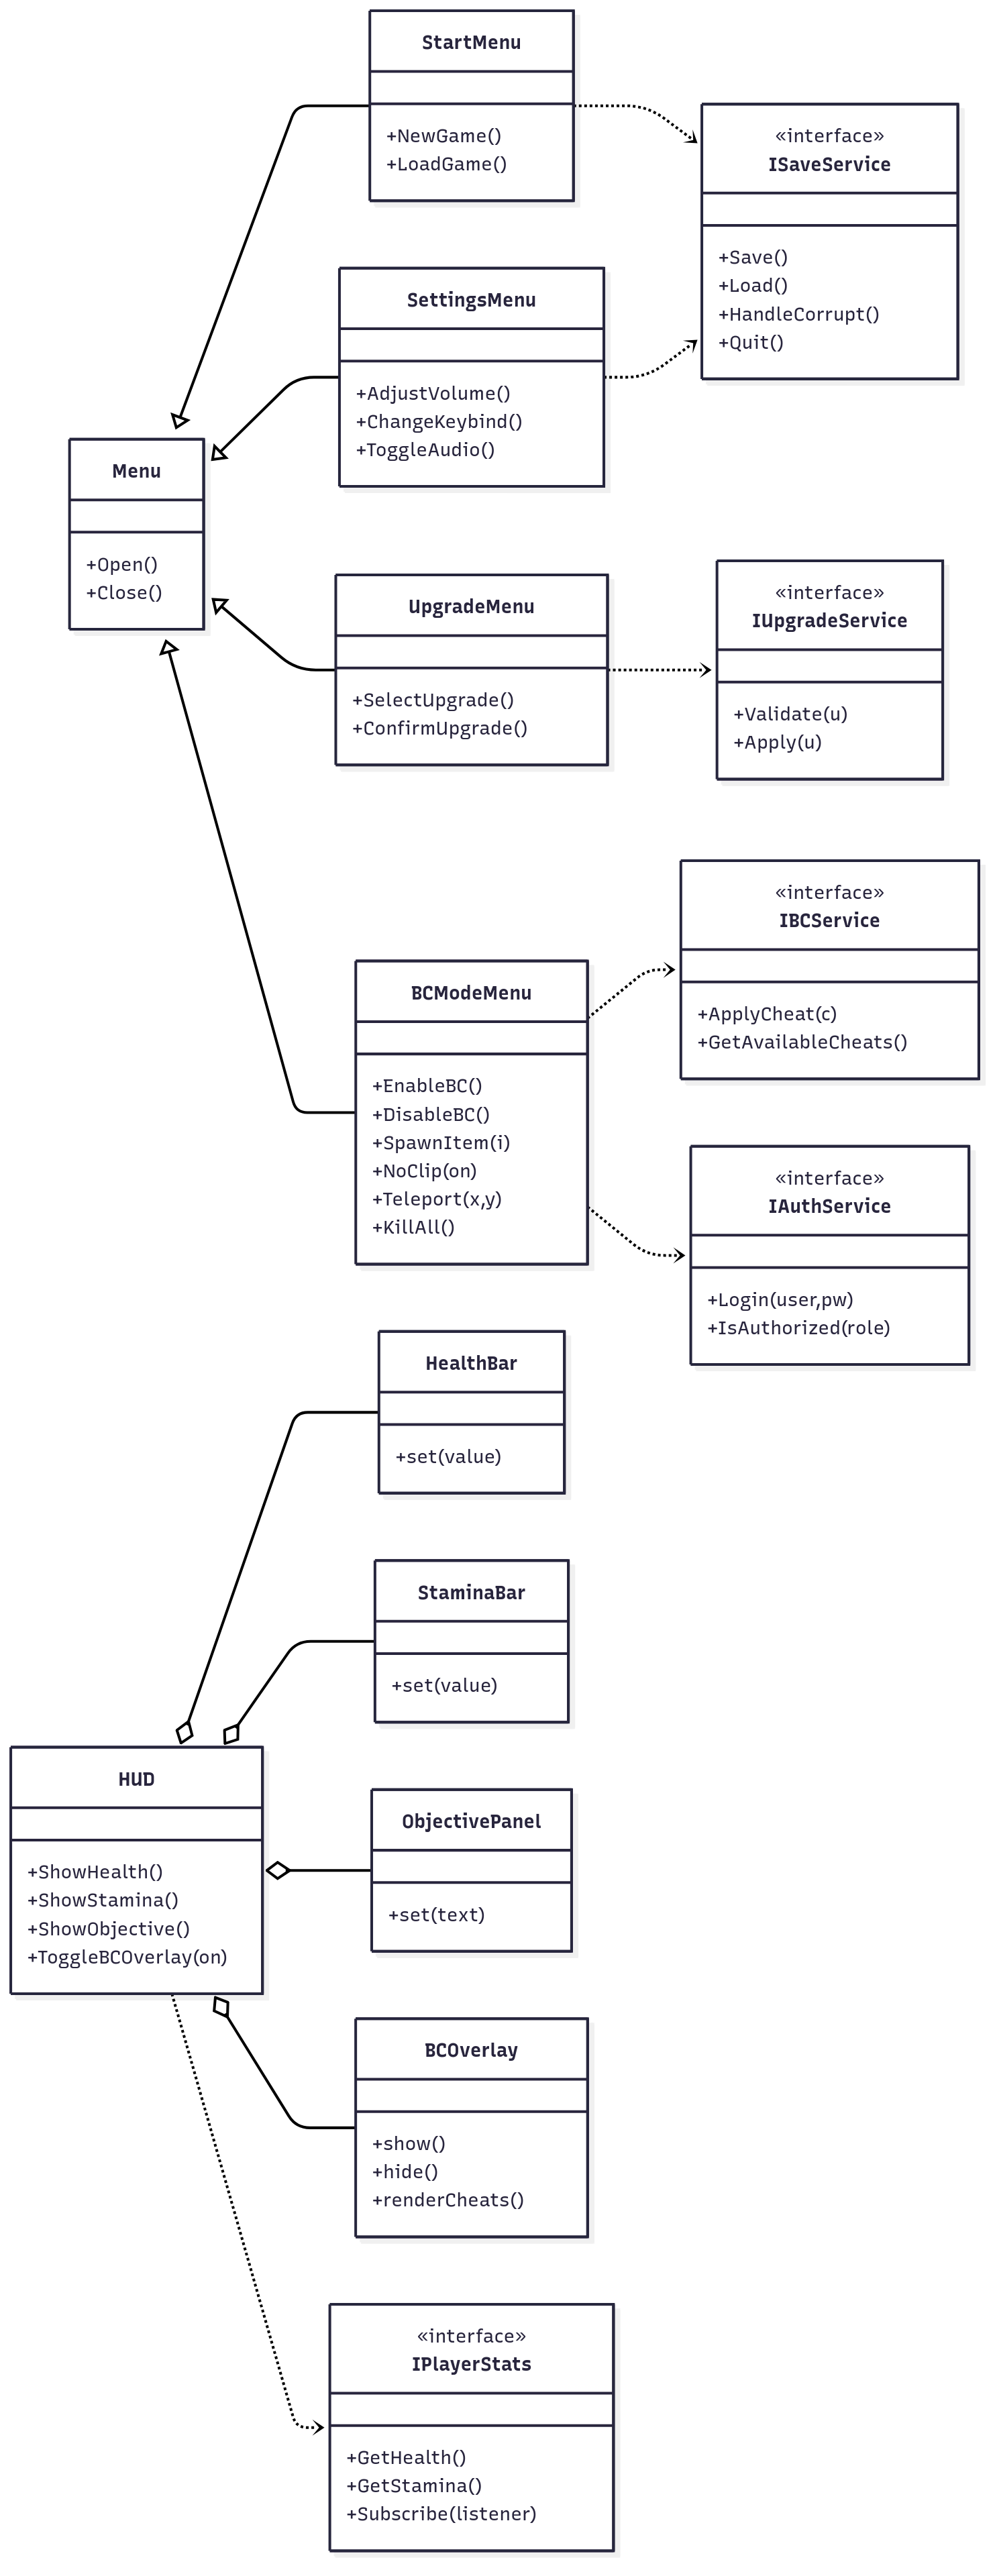 StartMenu
+NewGame()
+LoadGame()
«interface»
ISaveService
+Save()
+Load()
+HandleCorrupt()
+Quit()
SettingsMenu
+AdjustVolume()
+ChangeKeybind()
+ToggleAudio()
Menu
+Open()
+Close()
UpgradeMenu
+SelectUpgrade()
+ConfirmUpgrade()
«interface»
IUpgradeService
+Validate(u)
+Apply(u)
«interface»
IBCService
+ApplyCheat(c)
+GetAvailableCheats()
BCModeMenu
+EnableBC()
+DisableBC()
+SpawnItem(i)
+NoClip(on)
+Teleport(x,y)
+KillAll()
«interface»
IAuthService
+Login(user,pw)
+IsAuthorized(role)
HealthBar
+set(value)
StaminaBar
+set(value)
HUD
+ShowHealth()
+ShowStamina()
+ShowObjective()
+ToggleBCOverlay(on)
ObjectivePanel
+set(text)
BCOverlay
+show()
+hide()
+renderCheats()
«interface»
IPlayerStats
+GetHealth()
+GetStamina()
+Subscribe(listener)